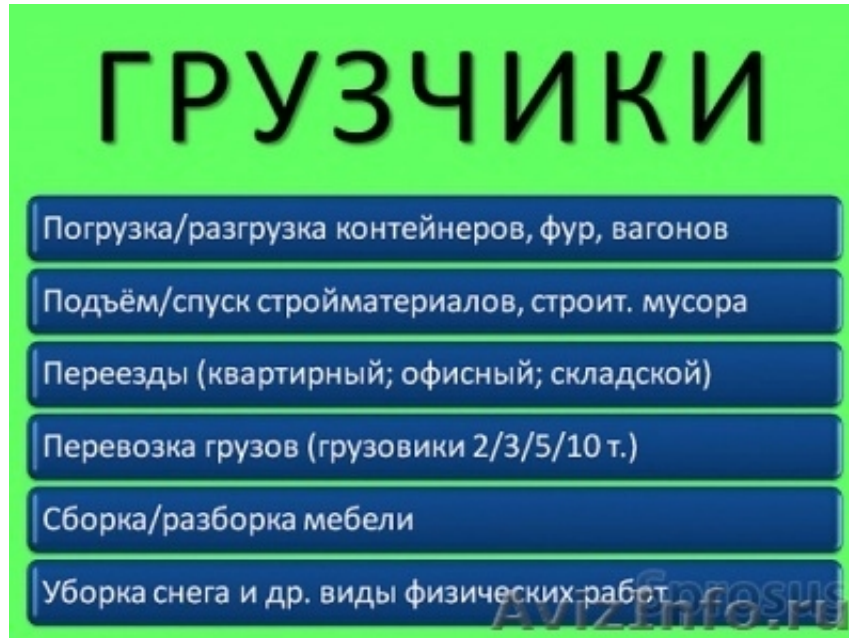 ГРУЗЧИКИ
Погрузка/разгрузка контейнеров, фур, вагонов
Подъём/спуск стройматериалов, строит. мусора
Переезды (квартирный; офисный; складской)
Перевозка грузов (грузовики 2/3/5/10 т.)
Сборка/разборка мебели
Уборка снега и др. виды физических работ
Sprosus
AvizInfo.ru